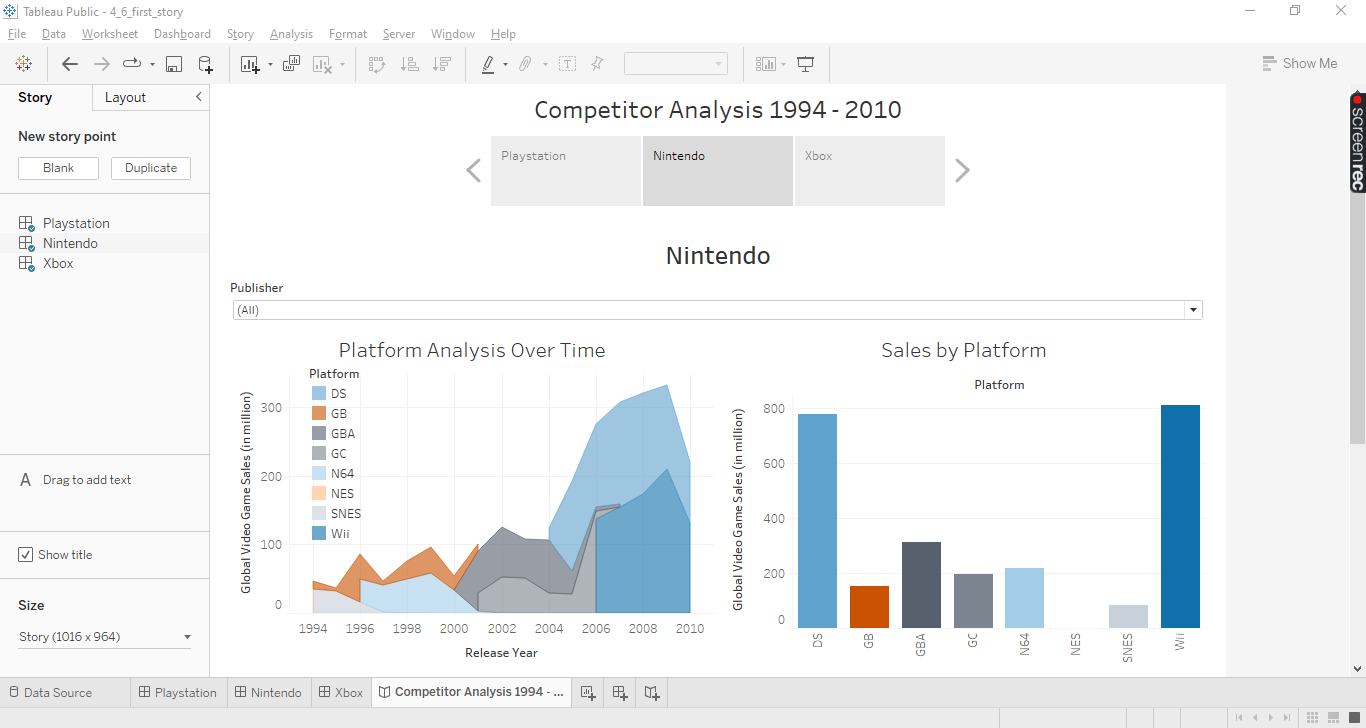 Tableau Public - 4_6_first_story
File Data Worksheet Dashboard Story Analysis Format Server Window Help
Show Me
Story Layout
New story point
Blank Duplicate
Playstation
Nintendo
Xbox
A Drag to add text
Show title
Size
Story (1016 x 964)
Competitor Analysis 1994 - 2010
Playstation Nintendo Xbox
Nintendo
Publisher
(All)
Platform Analysis Over Time
Platform
DS
GB
GBA
GC
N64
NES
SNES
Wii
Global Video Game Sales (in million)
300
200
100
0
1994 1996 1998 2000 2002 2004 2006 2008 2010
Release Year
Sales by Platform
Platform
Global Video Game Sales (in million)
800
600
400
200
0
DS GB GBA GC N64 NES SNES Wii
screenrec
Data Source Playstation Nintendo Xbox Competitor Analysis 1994 - ...